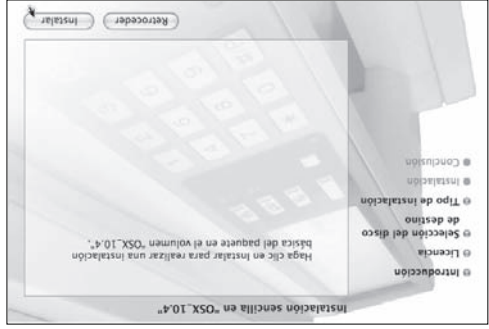 Instalación sencilla en "OSX_10.4"
Introducción
Licencia
Selección del disco
de destino
Tipo de instalación
Instalación
Conclusión
Haga clic en Instalar para realizar una instalación
básica del paquete en el volumen "OSX_10.4".
Retroceder
Instalar